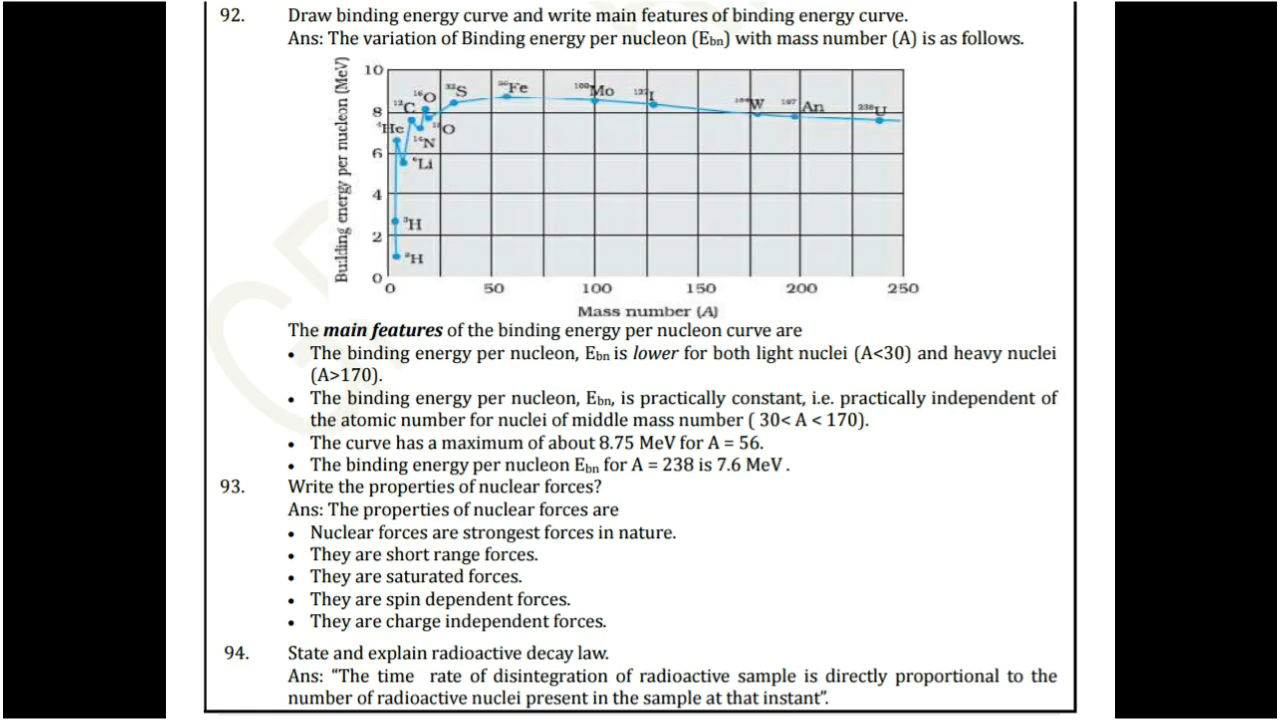 92. Draw binding energy curve and write main features of binding energy curve.
Ans: The variation of Binding energy per nucleon (Ebn) with mass number (A) is as follows.
Building energy per nucleon (MeV)
10
8
6
4
2
0
¹²C
¹⁶O
³²S
⁵⁶Fe
¹⁰⁰Mo
¹²⁷I
¹⁸⁴W
¹⁹⁷An
²³⁸U
⁴He
¹⁸O
¹⁴N
⁶Li
³H
²H
0 50 100 150 200 250
Mass number (A)
The main features of the binding energy per nucleon curve are
• The binding energy per nucleon, Ebn is lower for both light nuclei (A<30) and heavy nuclei
(A>170).
• The binding energy per nucleon, Ebn, is practically constant, i.e. practically independent of
the atomic number for nuclei of middle mass number ( 30< A < 170).
• The curve has a maximum of about 8.75 MeV for A = 56.
• The binding energy per nucleon Ebn for A = 238 is 7.6 MeV .
93. Write the properties of nuclear forces?
Ans: The properties of nuclear forces are
• Nuclear forces are strongest forces in nature.
• They are short range forces.
• They are saturated forces.
• They are spin dependent forces.
• They are charge independent forces.
94. State and explain radioactive decay law.
Ans: “The time rate of disintegration of radioactive sample is directly proportional to the
number of radioactive nuclei present in the sample at that instant”.